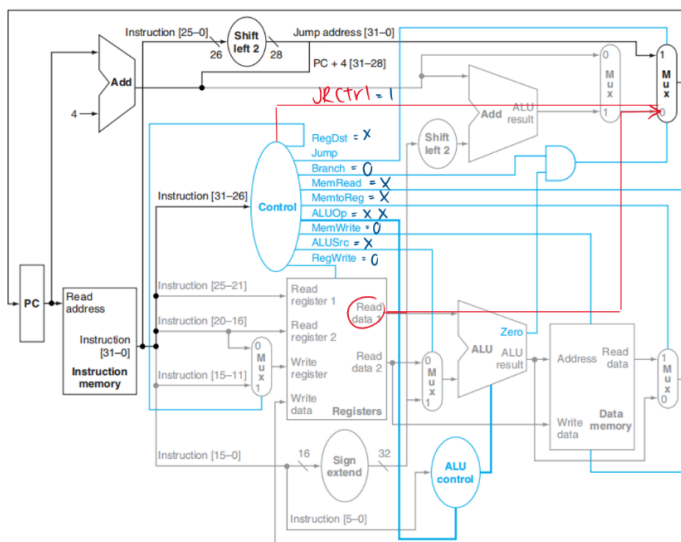 Instruction [25–0]
Shift
left 2
Jump address [31–0]
26
28
PC + 4 [31–28]
Add
4
JRCtrl = 1
0
Mux
1
1
Mux
0
Add
ALU
result
Shift
left 2
RegDst = X
Jump
Branch = 0
MemRead = X
MemtoReg = X
ALUOp = X X
MemWrite = 0
ALUSrc = X
RegWrite = 0
Instruction [31–26]
Control
PC
Read
address
Instruction
[31–0]
Instruction
memory
Instruction [25–21]
Instruction [20–16]
Instruction [15–11]
0
Mux
1
Read
register 1
Read
register 2
Write
register
Write
data
Read
data 1
Read
data 2
Registers
0
Mux
1
Zero
ALU
ALU
result
Address
Read
data
Write
data
Data
memory
1
Mux
0
Instruction [15–0]
16
Sign
extend
32
ALU
control
Instruction [5–0]